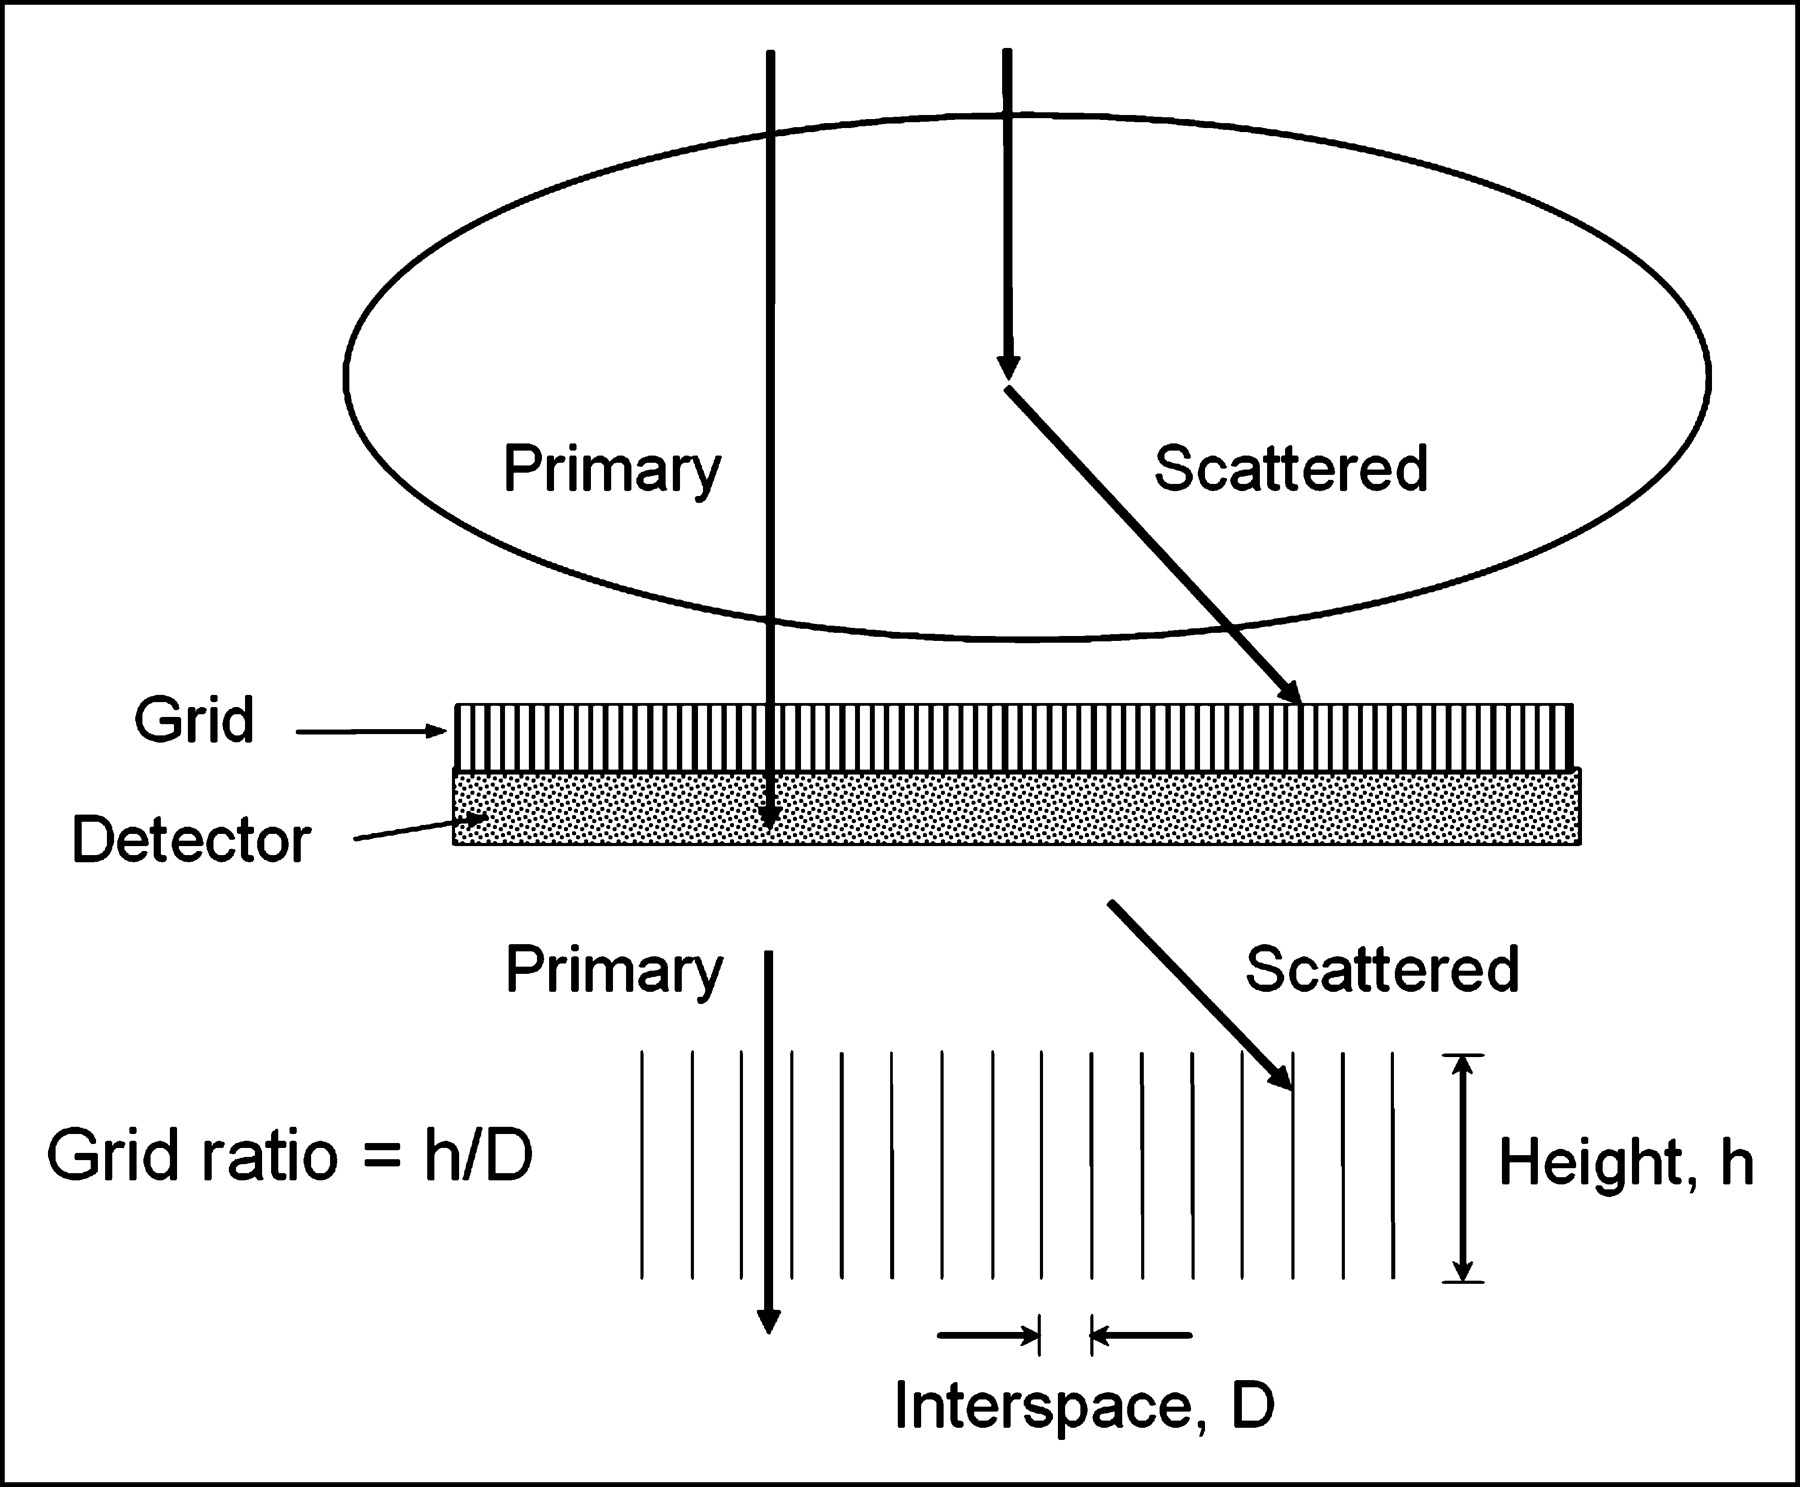 Primary
Scattered
Grid
Detector
Primary
Scattered
Grid ratio = h/D
Height, h
Interspace, D